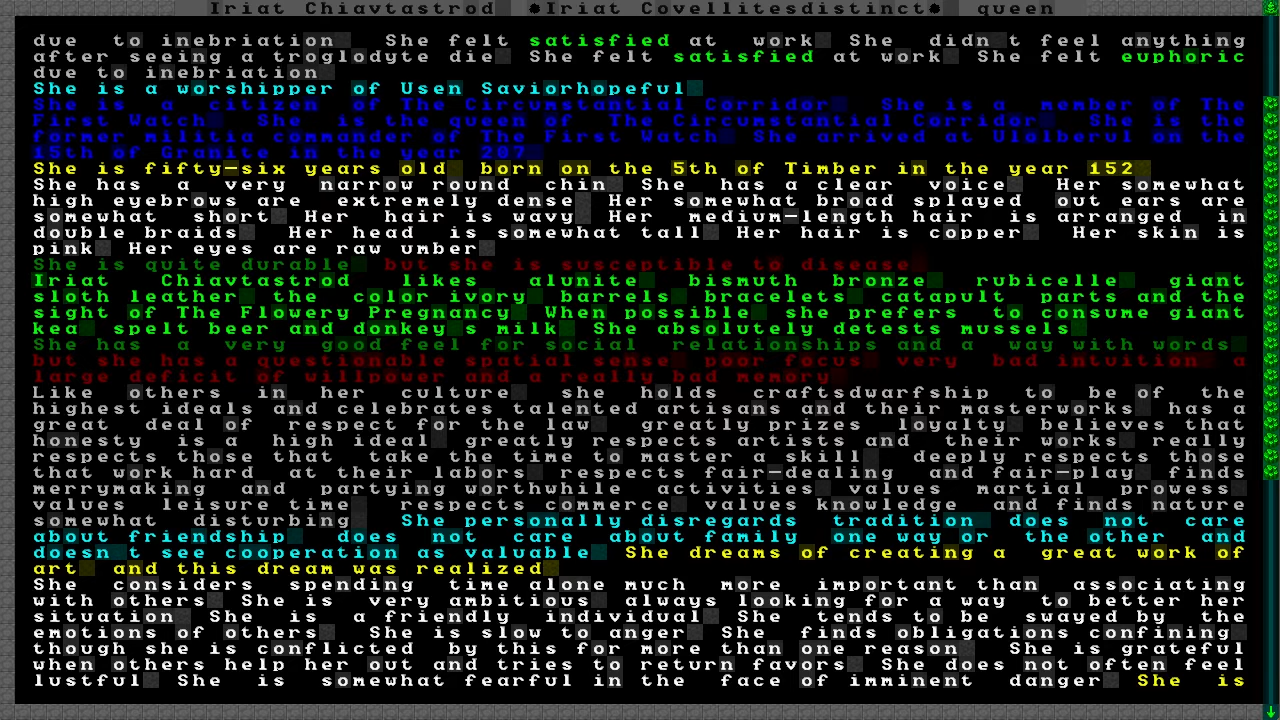 Iriat Chiavtastrod *Iriat Covellitesdistinct* queen
due to inebriation She felt satisfied at work She didn t feel anything
after seeing a troglodyte die She felt satisfied at work She felt euphoric
due to inebriation
She is a worshipper of Usen Saviorhopeful
She is a citizen of The Circumstantial Corridor She is a member of The
First Watch She is the queen of The Circumstantial Corridor She is the
former militia commander of The First Watch She arrived at Ulolberul on the
15th of Granite in the year 207
She is fifty-six years old born on the 5th of Timber in the year 152
She has a very narrow round chin She has a clear voice Her somewhat
high eyebrows are extremely dense Her somewhat broad splayed out ears are
somewhat short Her hair is wavy Her medium-length hair is arranged in
double braids Her head is somewhat tall Her hair is copper Her skin is
pink Her eyes are raw umber
She is quite durable but she is susceptible to disease
Iriat Chiavtastrod likes alunite bismuth bronze rubicelle giant
sloth leather the color ivory barrels bracelets catapult parts and the
sight of The Flowery Pregnancy When possible she prefers to consume giant
kea spelt beer and donkey s milk She absolutely detests mussels
She has a very good feel for social relationships and a way with words
but she has a questionable spatial sense poor focus very bad intuition a
large deficit of willpower and a really bad memory
Like others in her culture she holds craftsdwarfship to be of the
highest ideals and celebrates talented artisans and their masterworks has a
great deal of respect for the law greatly prizes loyalty believes that
honesty is a high ideal greatly respects artists and their works really
respects those that take the time to master a skill deeply respects those
that work hard at their labors respects fair-dealing and fair-play finds
merrymaking and partying worthwhile activities values martial prowess
values leisure time respects commerce values knowledge and finds nature
somewhat disturbing She personally disregards tradition does not care
about friendship does not care about family one way or the other and
doesn t see cooperation as valuable She dreams of creating a great work of
art and this dream was realized
She considers spending time alone much more important than associating
with others She is very ambitious always looking for a way to better her
situation She is a friendly individual She tends to be swayed by the
emotions of others She is slow to anger She finds obligations confining
though she is conflicted by this for more than one reason She is grateful
when others help her out and tries to return favors She does not often feel
lustful She is somewhat fearful in the face of imminent danger She is